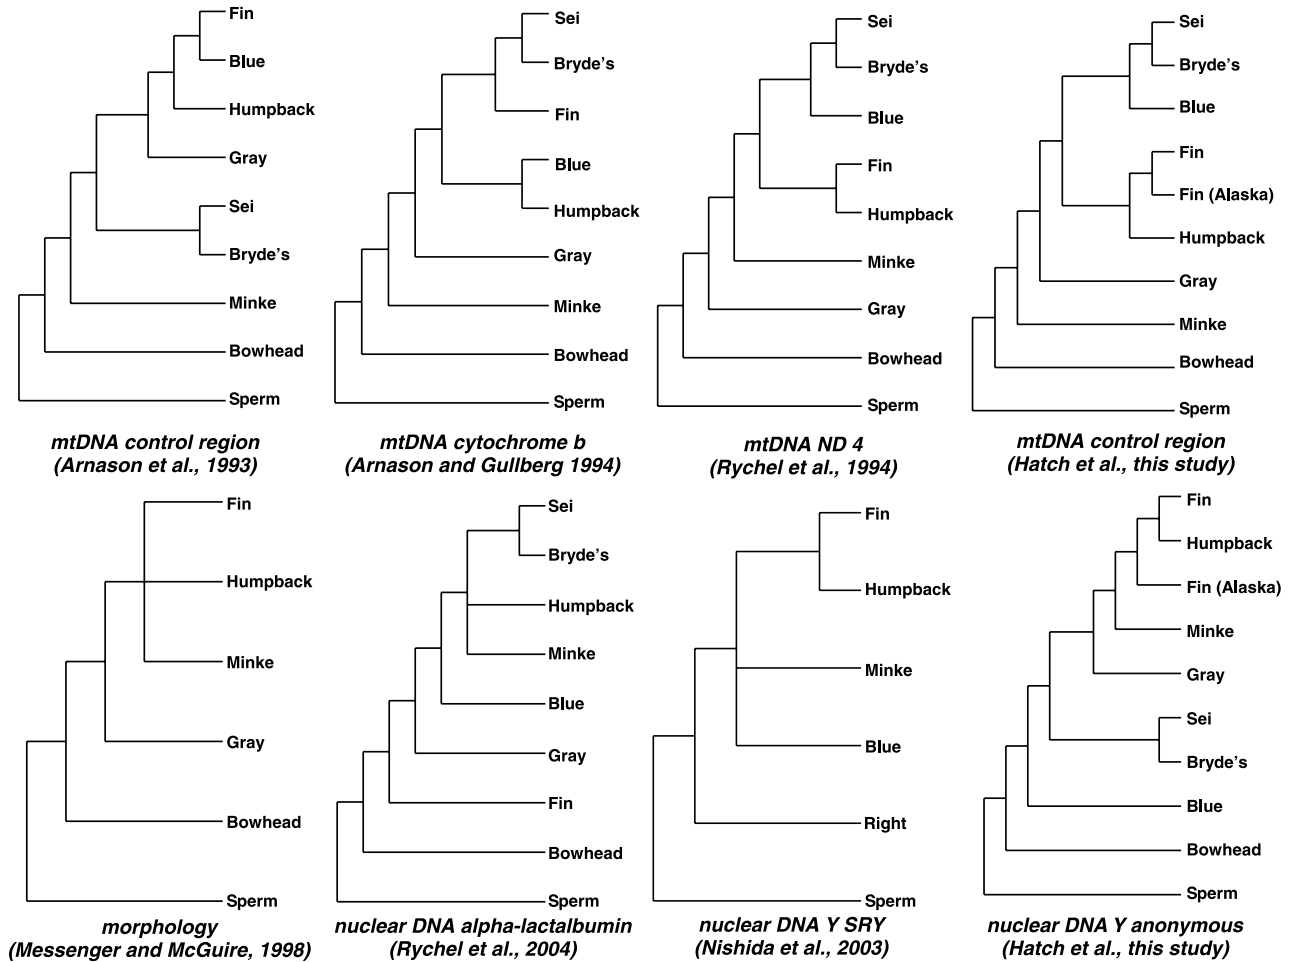 Fin
Blue
Humpback
Gray
Sei
Bryde's
Minke
Bowhead
Sperm
mtDNA control region
(Arnason et al., 1993)
Sei
Bryde's
Fin
Blue
Humpback
Gray
Minke
Bowhead
Sperm
mtDNA cytochrome b
(Arnason and Gullberg 1994)
Sei
Bryde's
Blue
Fin
Humpback
Minke
Gray
Bowhead
Sperm
mtDNA ND 4
(Rychel et al., 1994)
Sei
Bryde's
Blue
Fin
Fin (Alaska)
Humpback
Gray
Minke
Bowhead
Sperm
mtDNA control region
(Hatch et al., this study)
Fin
Humpback
Minke
Gray
Bowhead
Sperm
morphology
(Messenger and McGuire, 1998)
Sei
Bryde's
Humpback
Minke
Blue
Gray
Fin
Bowhead
Sperm
nuclear DNA alpha-lactalbumin
(Rychel et al., 2004)
Fin
Humpback
Minke
Blue
Right
Sperm
nuclear DNA Y SRY
(Nishida et al., 2003)
Fin
Humpback
Fin (Alaska)
Minke
Gray
Sei
Bryde's
Blue
Bowhead
Sperm
nuclear DNA Y anonymous
(Hatch et al., this study)